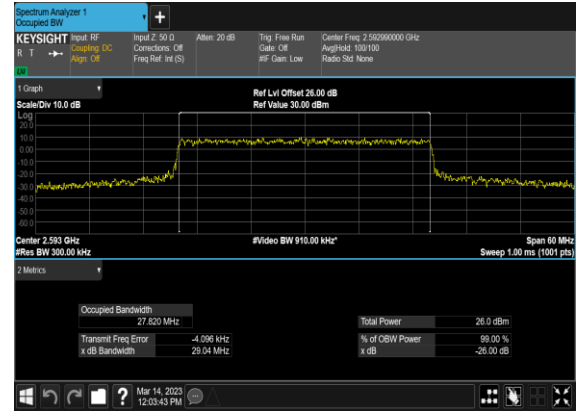 Spectrum Analyzer 1
Occupied BW
+
KEYSIGHT Input: RF Input Z: 50 Ω Atten: 20 dB Trig: Free Run Center Freq: 2.592990000 GHz
R T Coupling: DC Corrections: Off Gate: Off Avg|Hold: 100/100
Align: Off Freq Ref: Int (S) #IF Gain: Low Radio Std: None
LV
1 Graph
Scale/Div 10.0 dB
Ref Lvl Offset 26.00 dB
Ref Value 30.00 dBm
Log
20.0
10.0
0.00
-10.0
-20.0
-30.0
-40.0
-50.0
-60.0
Center 2.593 GHz #Video BW 910.00 kHz* Span 60 MHz
#Res BW 300.00 kHz Sweep 1.00 ms (1001 pts)
2 Metrics
Occupied Bandwidth
27.820 MHz Total Power 26.0 dBm
Transmit Freq Error -4.096 kHz % of OBW Power 99.00 %
x dB Bandwidth 29.04 MHz x dB -26.00 dB
? Mar 14, 2023
12:03:43 PM